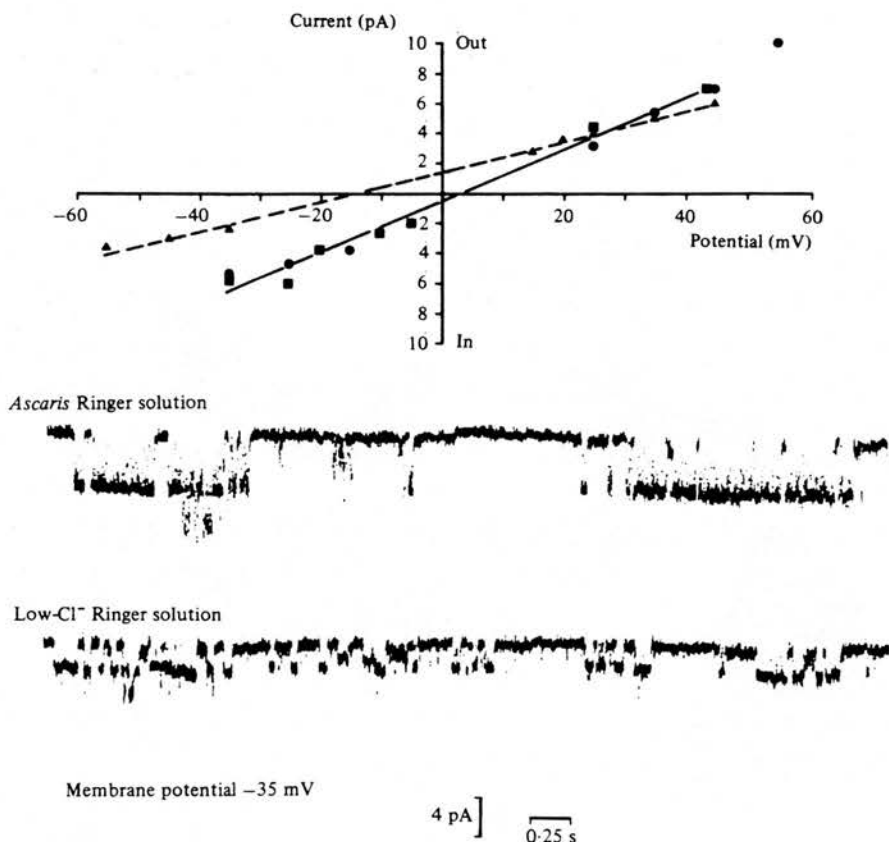 Current (pA)
10 Out
8
6
4
2
−60 −40 −20 20 40 60
2 Potential (mV)
4
6
8
10 In
Ascaris Ringer solution
Low-Cl⁻ Ringer solution
Membrane potential −35 mV
4 pA
0·25 s